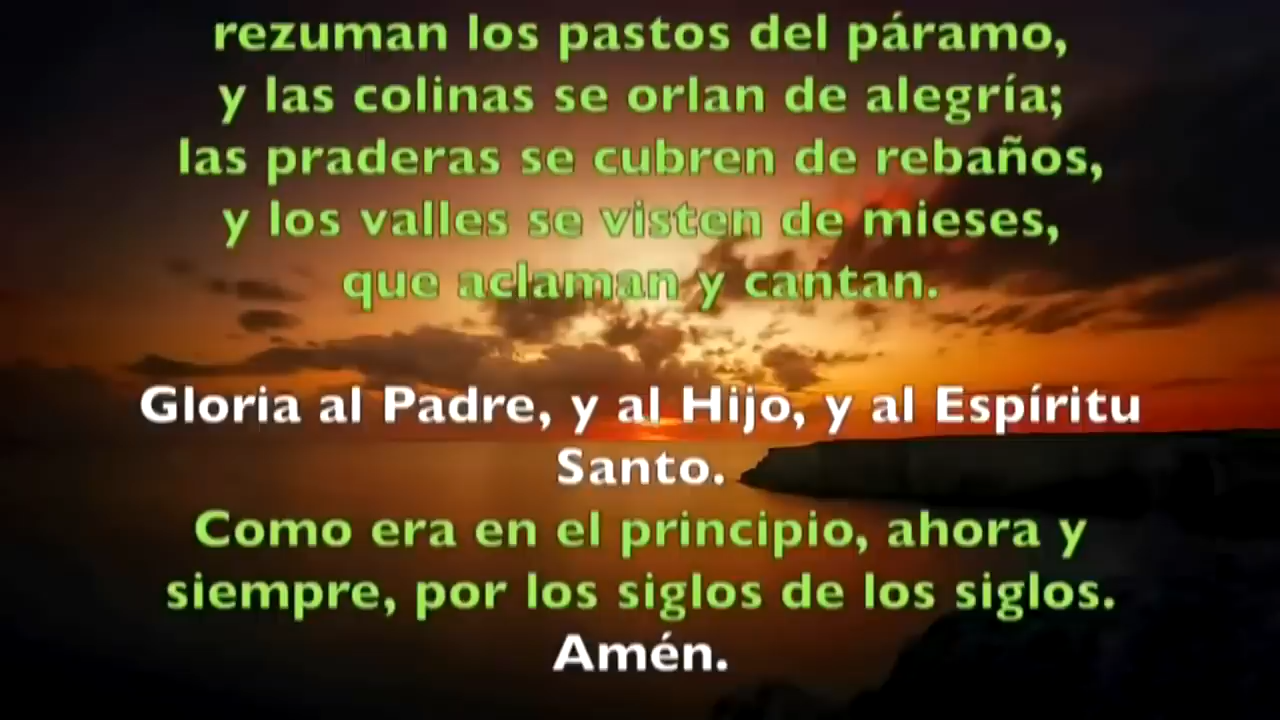 rezuman los pastos del páramo,
y las colinas se orlan de alegría;
las praderas se cubren de rebaños,
y los valles se visten de mieses,
que aclaman y cantan.
Gloria al Padre, y al Hijo, y al Espíritu
Santo.
Como era en el principio, ahora y
siempre, por los siglos de los siglos.
Amén.